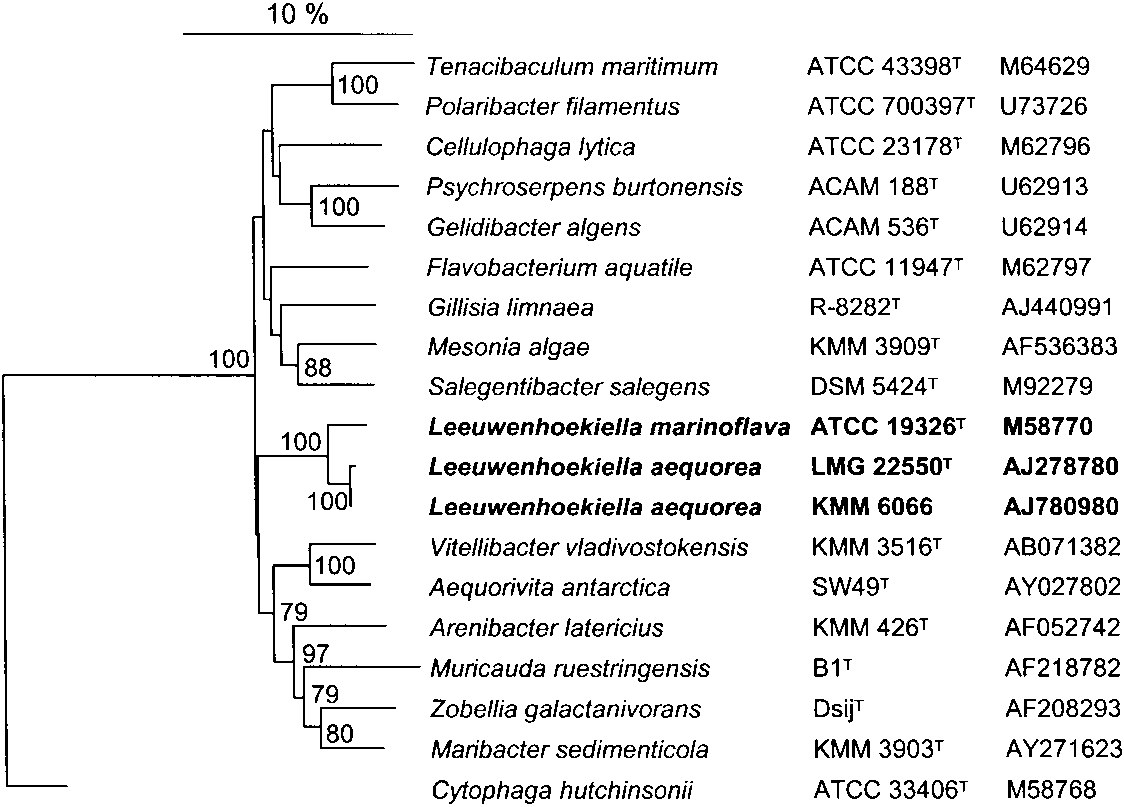 10 %
Tenacibaculum maritimum ATCC 43398ᵀ M64629
100
Polaribacter filamentus ATCC 700397ᵀ U73726
Cellulophaga lytica ATCC 23178ᵀ M62796
Psychroserpens burtonensis ACAM 188ᵀ U62913
100
Gelidibacter algens ACAM 536ᵀ U62914
Flavobacterium aquatile ATCC 11947ᵀ M62797
Gillisia limnaea R-8282ᵀ AJ440991
Mesonia algae KMM 3909ᵀ AF536383
100
88
Salegentibacter salegens DSM 5424ᵀ M92279
Leeuwenhoekiella marinoflava ATCC 19326ᵀ M58770
100
Leeuwenhoekiella aequorea LMG 22550ᵀ AJ278780
100
Leeuwenhoekiella aequorea KMM 6066 AJ780980
Vitellibacter vladivostokensis KMM 3516ᵀ AB071382
100
Aequorivita antarctica SW49ᵀ AY027802
79
Arenibacter latericius KMM 426ᵀ AF052742
97
Muricauda ruestringensis B1ᵀ AF218782
79
Zobellia galactanivorans Dsijᵀ AF208293
80
Maribacter sedimenticola KMM 3903ᵀ AY271623
Cytophaga hutchinsonii ATCC 33406ᵀ M58768